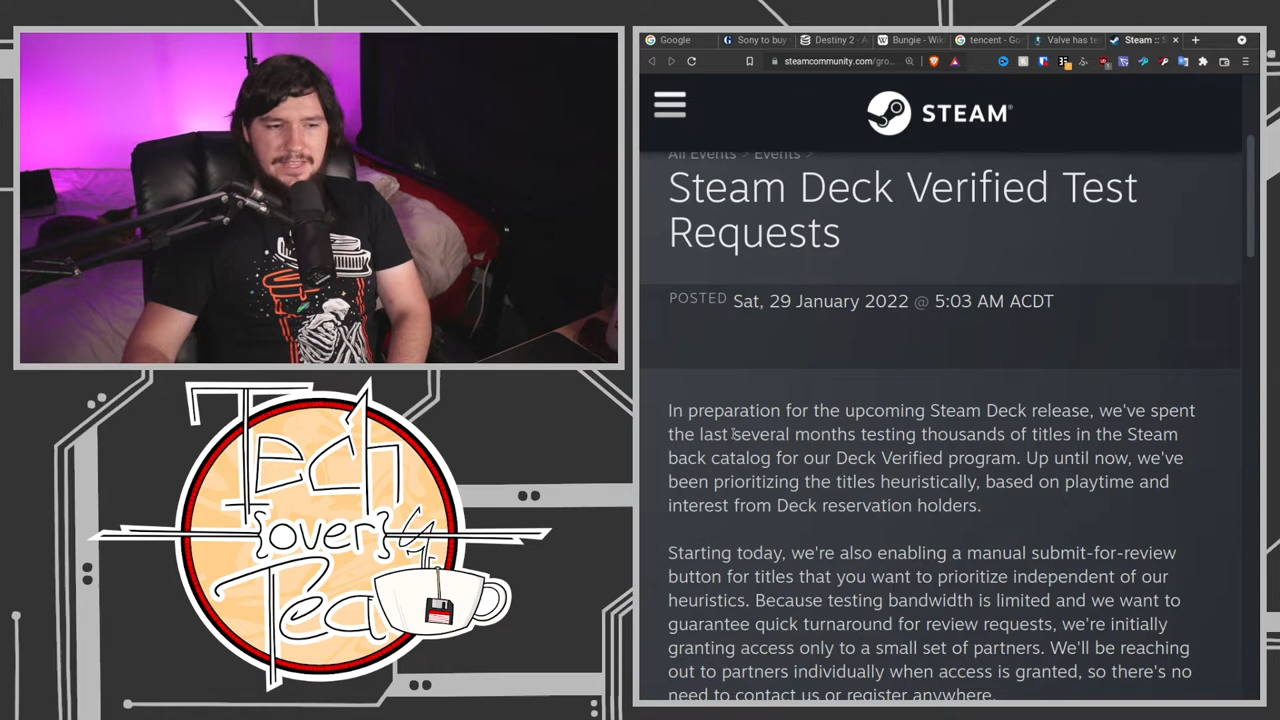 Google
Sony to buy
Destiny 2 - A
Bungie - Wik
tencent - Go
Valve has te
Steam ::
steamcommunity.com/gro...
STEAM
All Events > Events >
Steam Deck Verified Test
Requests
POSTED Sat, 29 January 2022 @ 5:03 AM ACDT
In preparation for the upcoming Steam Deck release, we've spent
the last several months testing thousands of titles in the Steam
back catalog for our Deck Verified program. Up until now, we've
been prioritizing the titles heuristically, based on playtime and
interest from Deck reservation holders.
Starting today, we're also enabling a manual submit-for-review
button for titles that you want to prioritize independent of our
heuristics. Because testing bandwidth is limited and we want to
guarantee quick turnaround for review requests, we're initially
granting access only to a small set of partners. We'll be reaching
out to partners individually when access is granted, so there's no
need to contact us or register anywhere.
Tech
{over}
Tea